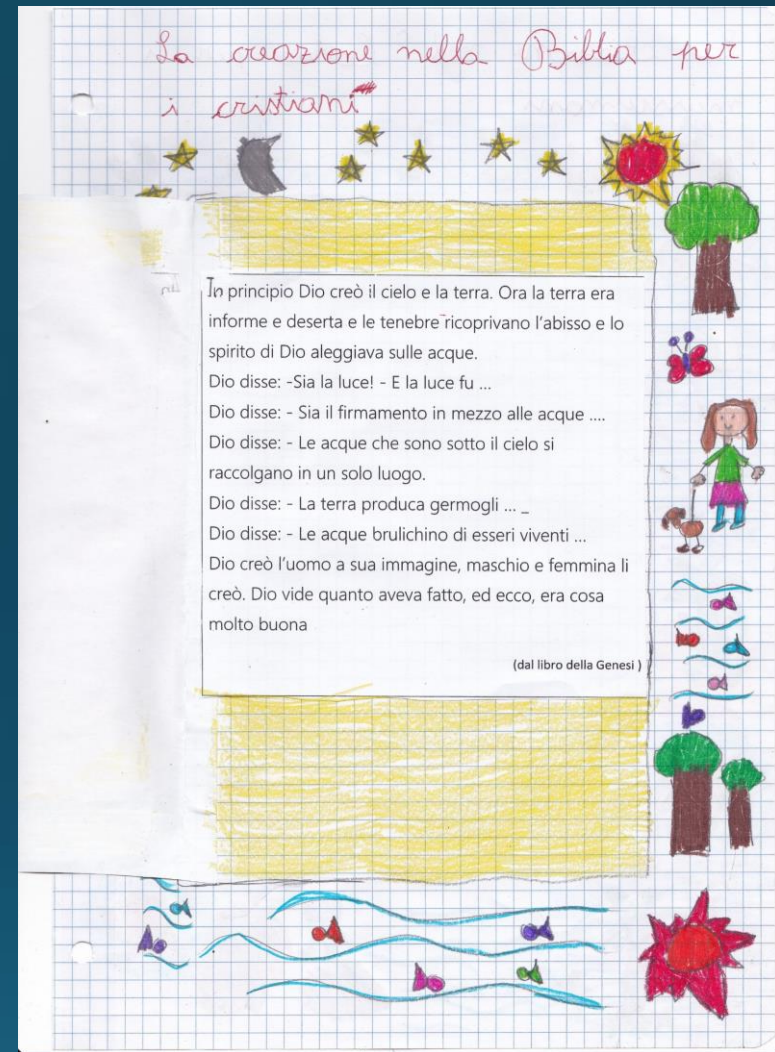 La creazione nella Bibbia per
i cristiani
In principio Dio creò il cielo e la terra. Ora la terra era
informe e deserta e le tenebre ricoprivano l'abisso e lo
spirito di Dio aleggiava sulle acque.
Dio disse: -Sia la luce! - E la luce fu ...
Dio disse: - Sia il firmamento in mezzo alle acque ....
Dio disse: - Le acque che sono sotto il cielo si
raccolgano in un solo luogo.
Dio disse: - La terra produca germogli ... _
Dio disse: - Le acque brulichino di esseri viventi ...
Dio creò l'uomo a sua immagine, maschio e femmina li
creò. Dio vide quanto aveva fatto, ed ecco, era cosa
molto buona
(dal libro della Genesi )